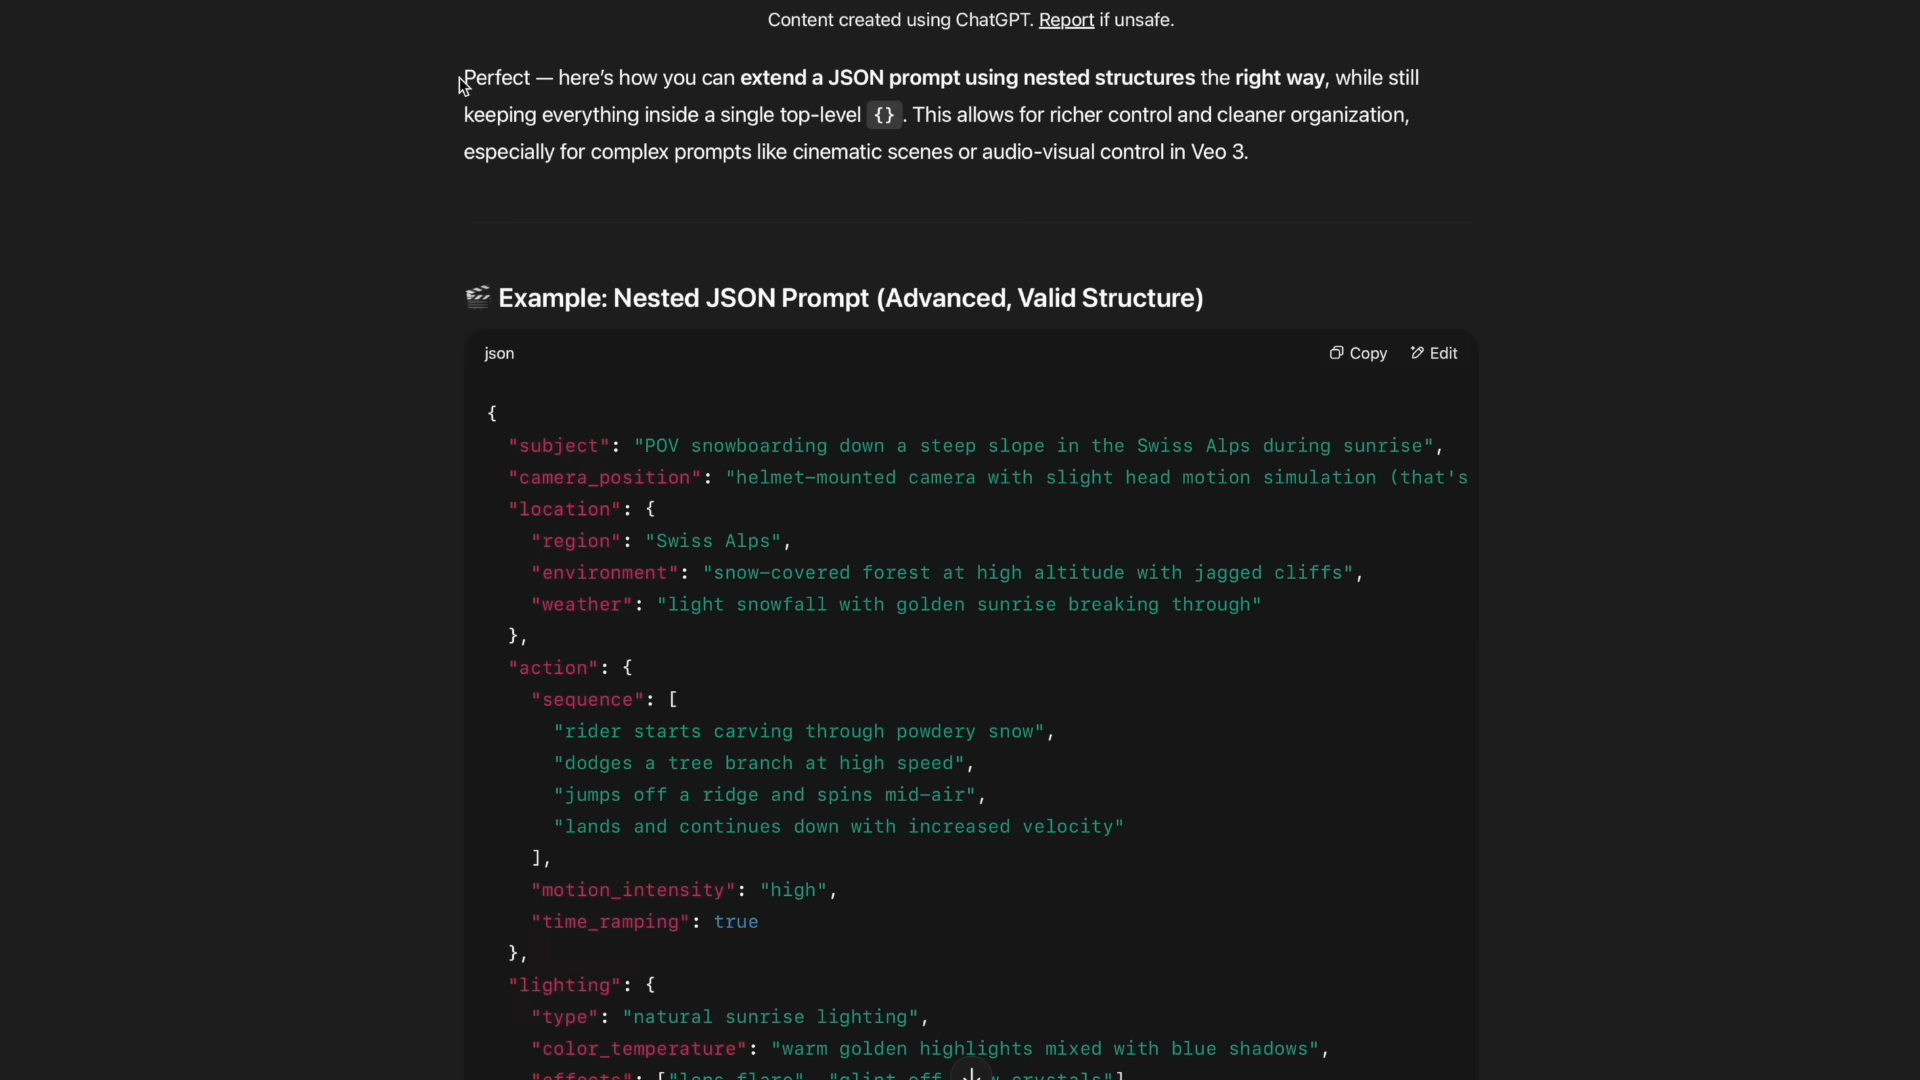 Content created using ChatGPT. Report if unsafe.
Perfect — here's how you can extend a JSON prompt using nested structures the right way, while still
keeping everything inside a single top-level {}. This allows for richer control and cleaner organization,
especially for complex prompts like cinematic scenes or audio-visual control in Veo 3.
🎬 Example: Nested JSON Prompt (Advanced, Valid Structure)
json
Copy
Edit
{
"subject": "POV snowboarding down a steep slope in the Swiss Alps during sunrise",
"camera_position": "helmet-mounted camera with slight head motion simulation (that's
"location": {
"region": "Swiss Alps",
"environment": "snow-covered forest at high altitude with jagged cliffs",
"weather": "light snowfall with golden sunrise breaking through"
},
"action": {
"sequence": [
"rider starts carving through powdery snow",
"dodges a tree branch at high speed",
"jumps off a ridge and spins mid-air",
"lands and continues down with increased velocity"
],
"motion_intensity": "high",
"time_ramping": true
},
"lighting": {
"type": "natural sunrise lighting",
"color_temperature": "warm golden highlights mixed with blue shadows",
"effects": ["lens flare", "glint off crystals"]